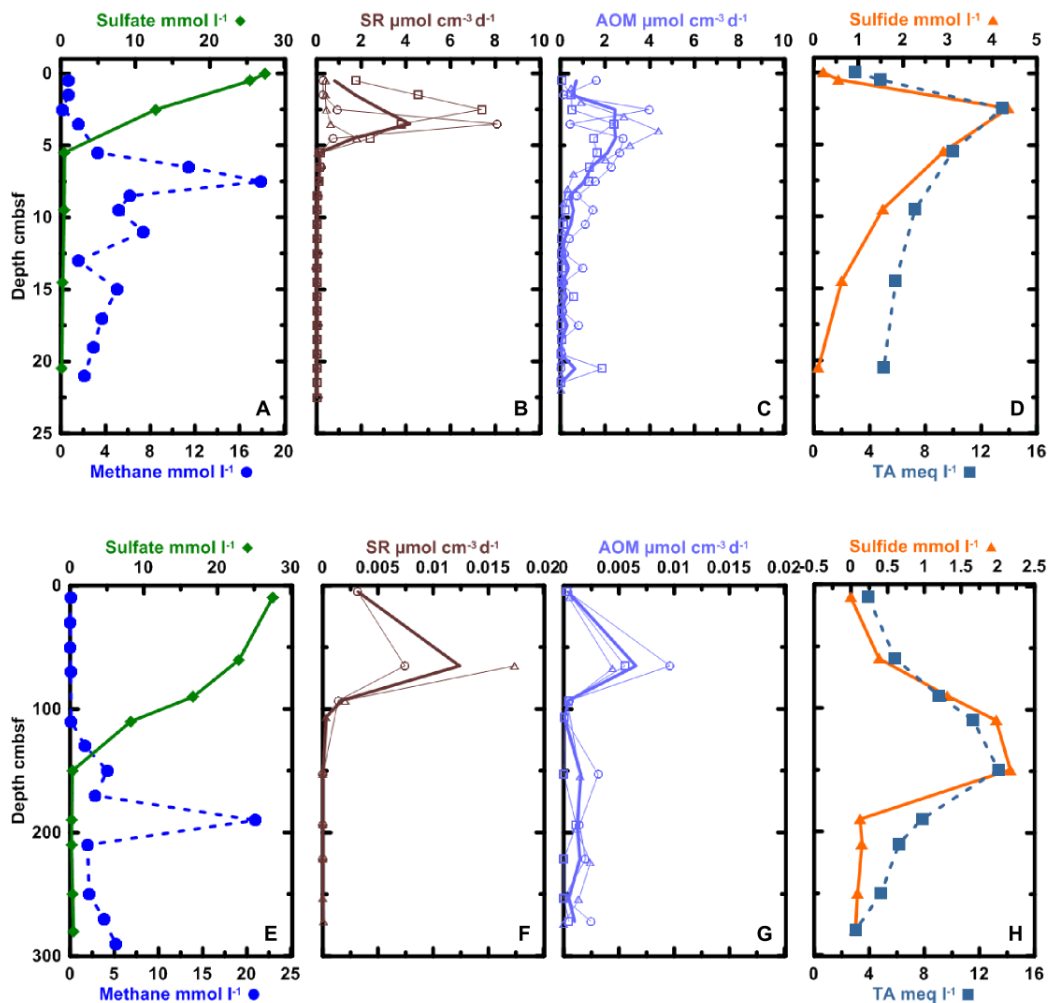 Sulfate mmol l-1 ◆
SR µmol cm-3 d-1
AOM µmol cm-3 d-1
Sulfide mmol l-1 ▲
0 5 10 15 20 25 30
0 2 4 6 8 10
0 2 4 6 8 10
0 1 2 3 4 5
Depth cmbsf
0
5
10
15
20
25
A
B
C
D
0 4 8 12 16 20
0 4 8 12 16
Methane mmol l-1 ●
TA meq l-1 ■
Sulfate mmol l-1 ◆
SR µmol cm-3 d-1
AOM µmol cm-3 d-1
Sulfide mmol l-1 ▲
0 5 10 15 20 25 30
0 0.005 0.01 0.015 0.02
0 0.005 0.01 0.015 0.02
-0.5 0 0.5 1 1.5 2 2.5
Depth cmbsf
0
100
200
300
E
F
G
H
0 5 10 15 20 25
0 4 8 12 16
Methane mmol l-1 ●
TA meq l-1 ■